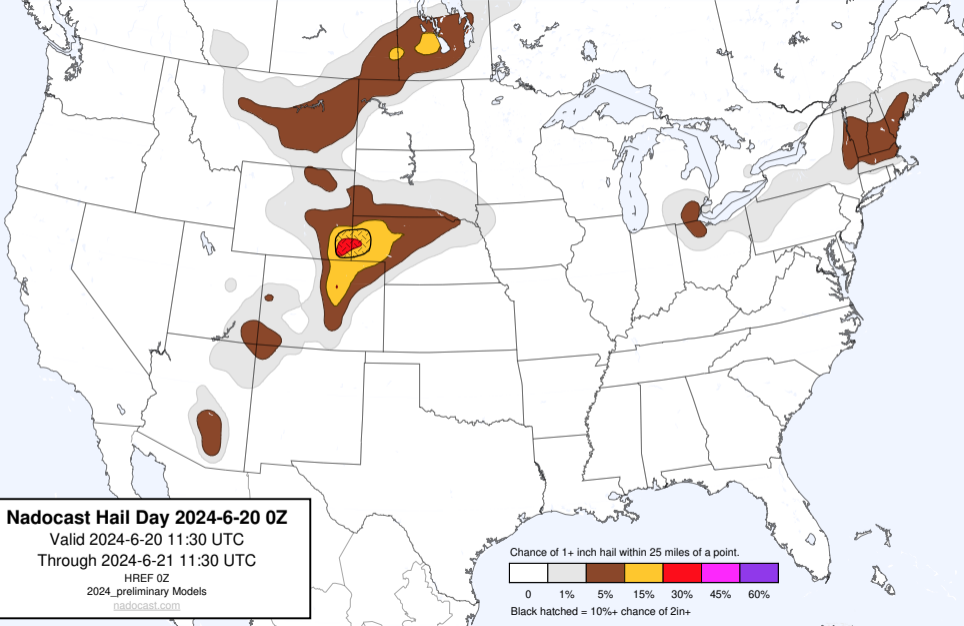 Nadocast Hail Day 2024-6-20 0Z
Valid 2024-6-20 11:30 UTC
Through 2024-6-21 11:30 UTC
HREF 0Z
2024_preliminary Models
nadocast.com
Chance of 1+ inch hail within 25 miles of a point.
0 1% 5% 15% 30% 45% 60%
Black hatched = 10%+ chance of 2in+